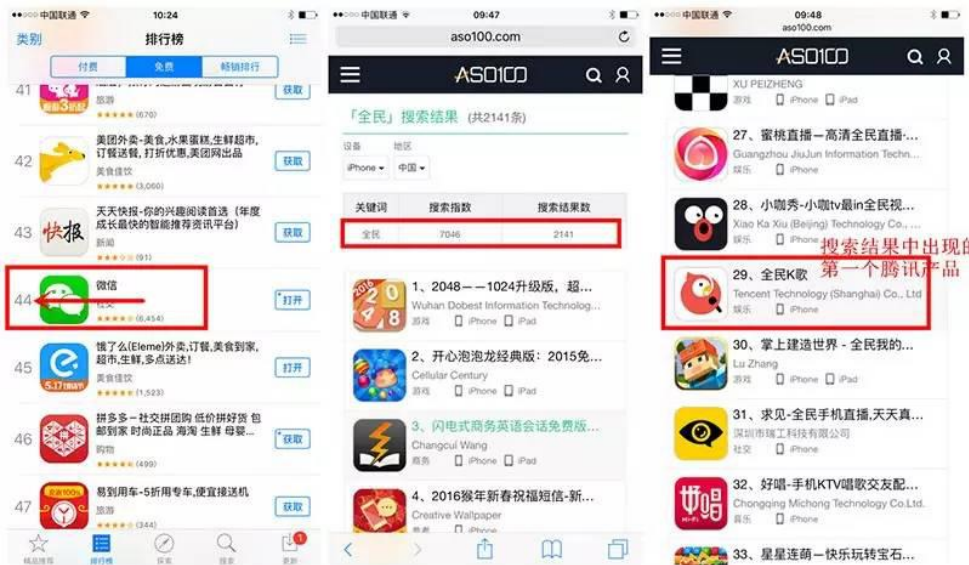 中国联通
10:24
类别
排行榜
付费
免费
畅销排行
41
旅游
(670)
获取
42
美团外卖-美食,水果蛋糕,生鲜超市,
订餐送餐, 打折优惠,美团网出品
美食佳饮
(3,060)
获取
43
快报
天天快报-你的兴趣阅读首选（年度
成长最快的智能推荐资讯平台）
新闻
(91)
获取
44
微信
社交
(6,454)
打开
45
饿了么(Eleme)外卖,订餐,美食到家,
超市,生鲜,多点送达！
美食佳饮
(1,523)
打开
5.17
46
拼多多－社交拼团购 低价拼好货 包
邮到家 时尚正品 海淘 生鲜 母婴...
购物
(499)
获取
47
易到用车-5折用专车,便宜接送机
旅游
(344)
获取
100%
精品推荐
排行榜
探索
搜索
更新
1
中国联通
09:47
aso100.com
ASO100
「全民」搜索结果 (共2141条)
设备
地区
iPhone
中国
关键词
搜索指数
搜索结果数
全民
7046
2141
2016
2 0
4 8
1、2048——1024升级版，超...
Wuhan Dobest Information Technolog...
游戏 iPhone iPad
2、开心泡泡龙经典版：2015免...
Cellular Century
游戏 iPhone iPad
3、闪电式商务英语会话免费版...
Changcui Wang
商务 iPhone iPad
4、2016猴年新春祝福短信-新...
Creative Wallpaper
iPhone iPad
中国联通
09:48
aso100.com
ASO100
XU PEIZHENG
游戏 iPhone iPad
27、蜜桃直播—高清全民直播·...
Guangzhou JiuJun Information Techn...
娱乐 iPhone
28、小咖秀-小咖tv最in全民视...
Xiao Ka Xiu (Beijing) Technology Co., ...
娱乐 iPhone
搜索结果中出现的
第一个腾讯产品
29、全民K歌
Tencent Technology (Shanghai) Co., Ltd
娱乐 iPhone
30、掌上建造世界 - 全民我的...
Lu Zhang
游戏 iPhone iPad
31、求见-全民手机直播,天天真...
深圳市瑞工科技有限公司
社交 iPhone
好唱
HI-FI
32、好唱-手机KTV唱歌交友配...
Chongqing Michong Technology Co.Ltd.
音乐 iPhone
33、星星连萌－快乐玩转宝石...